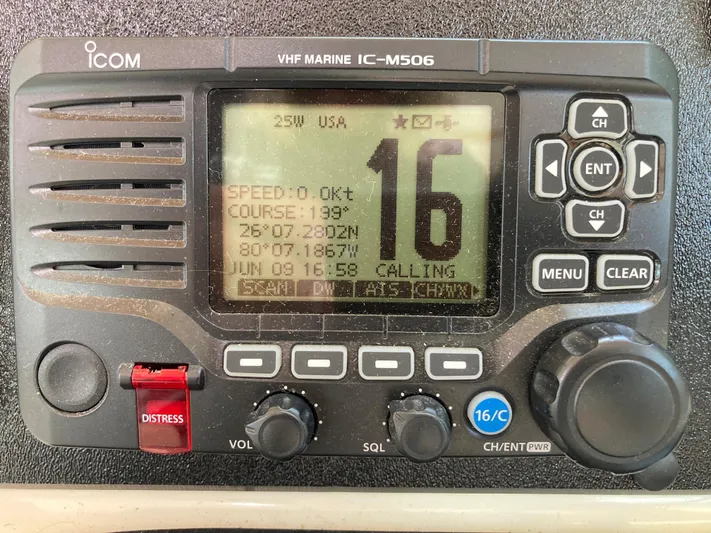 ICOM
VHF MARINE IC-M506
25W USA
16
SPEED:0.0Kt
COURSE:199°
26°07.2802N
80°07.1867W
JUN 09 16:58 CALLING
SCAN DW AIS CH/WX
CH
ENT
CH
MENU CLEAR
DISTRESS
VOL
SQL
16/C
CH/ENT PWR